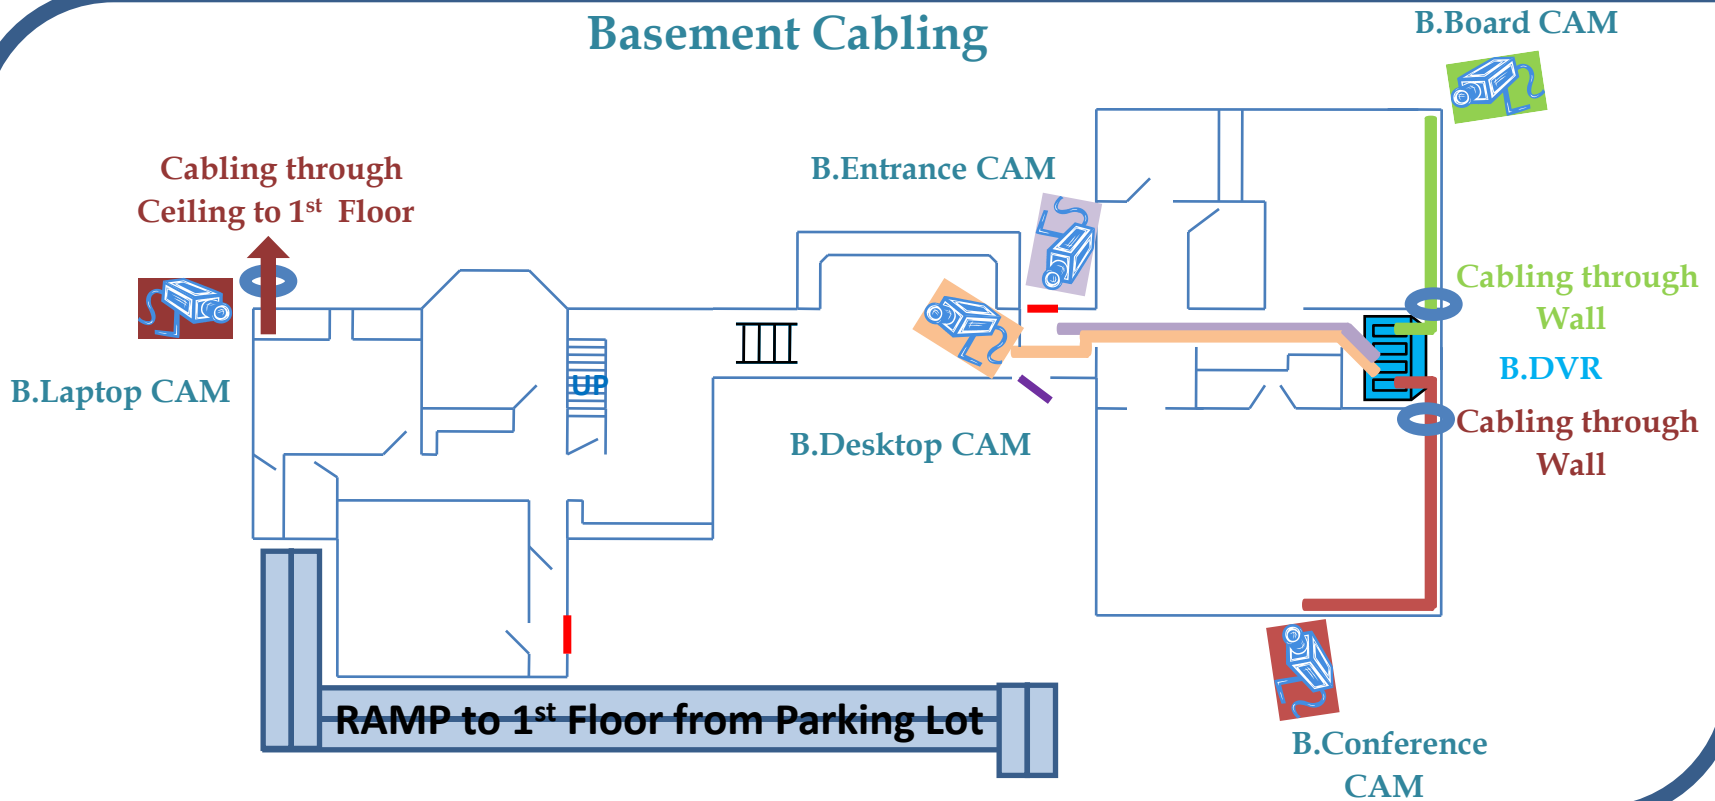 Basement Cabling
B.Board CAM
Cabling through
Ceiling to 1st Floor
B.Entrance CAM
Cabling through
Wall
B.DVR
B.Laptop CAM
UP
Cabling through
Wall
B.Desktop CAM
RAMP to 1st Floor from Parking Lot
B.Conference
CAM